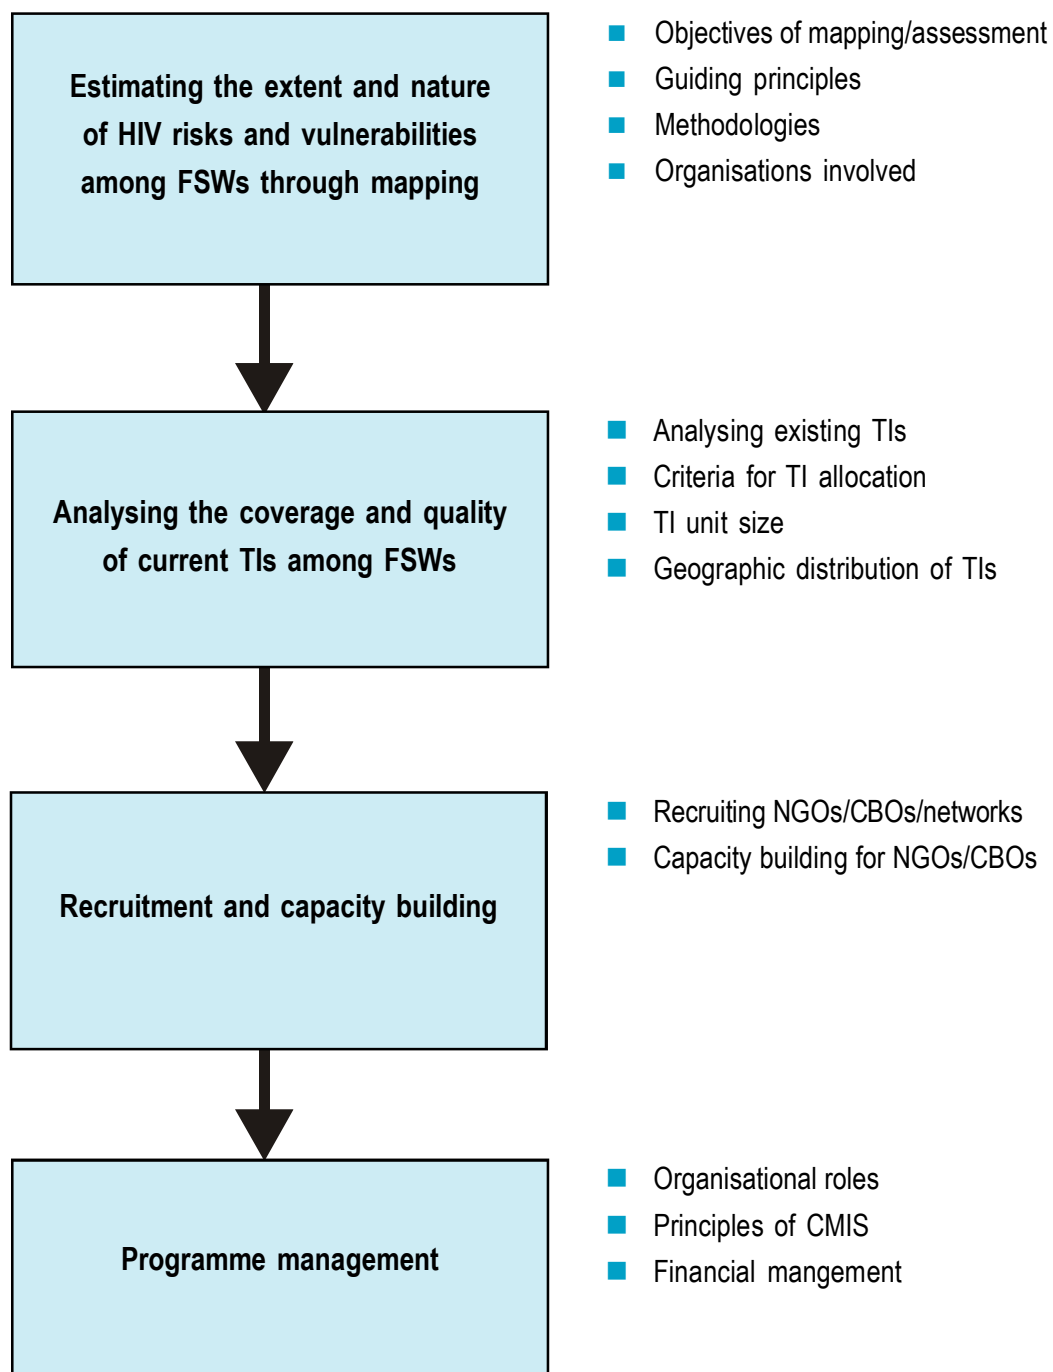 Estimating the extent and nature
of HIV risks and vulnerabilities
among FSWs through mapping
Objectives of mapping/assessment
Guiding principles
Methodologies
Organisations involved
Analysing the coverage and quality
of current TIs among FSWs
Analysing existing TIs
Criteria for TI allocation
TI unit size
Geographic distribution of TIs
Recruitment and capacity building
Recruiting NGOs/CBOs/networks
Capacity building for NGOs/CBOs
Programme management
Organisational roles
Principles of CMIS
Financial mangement